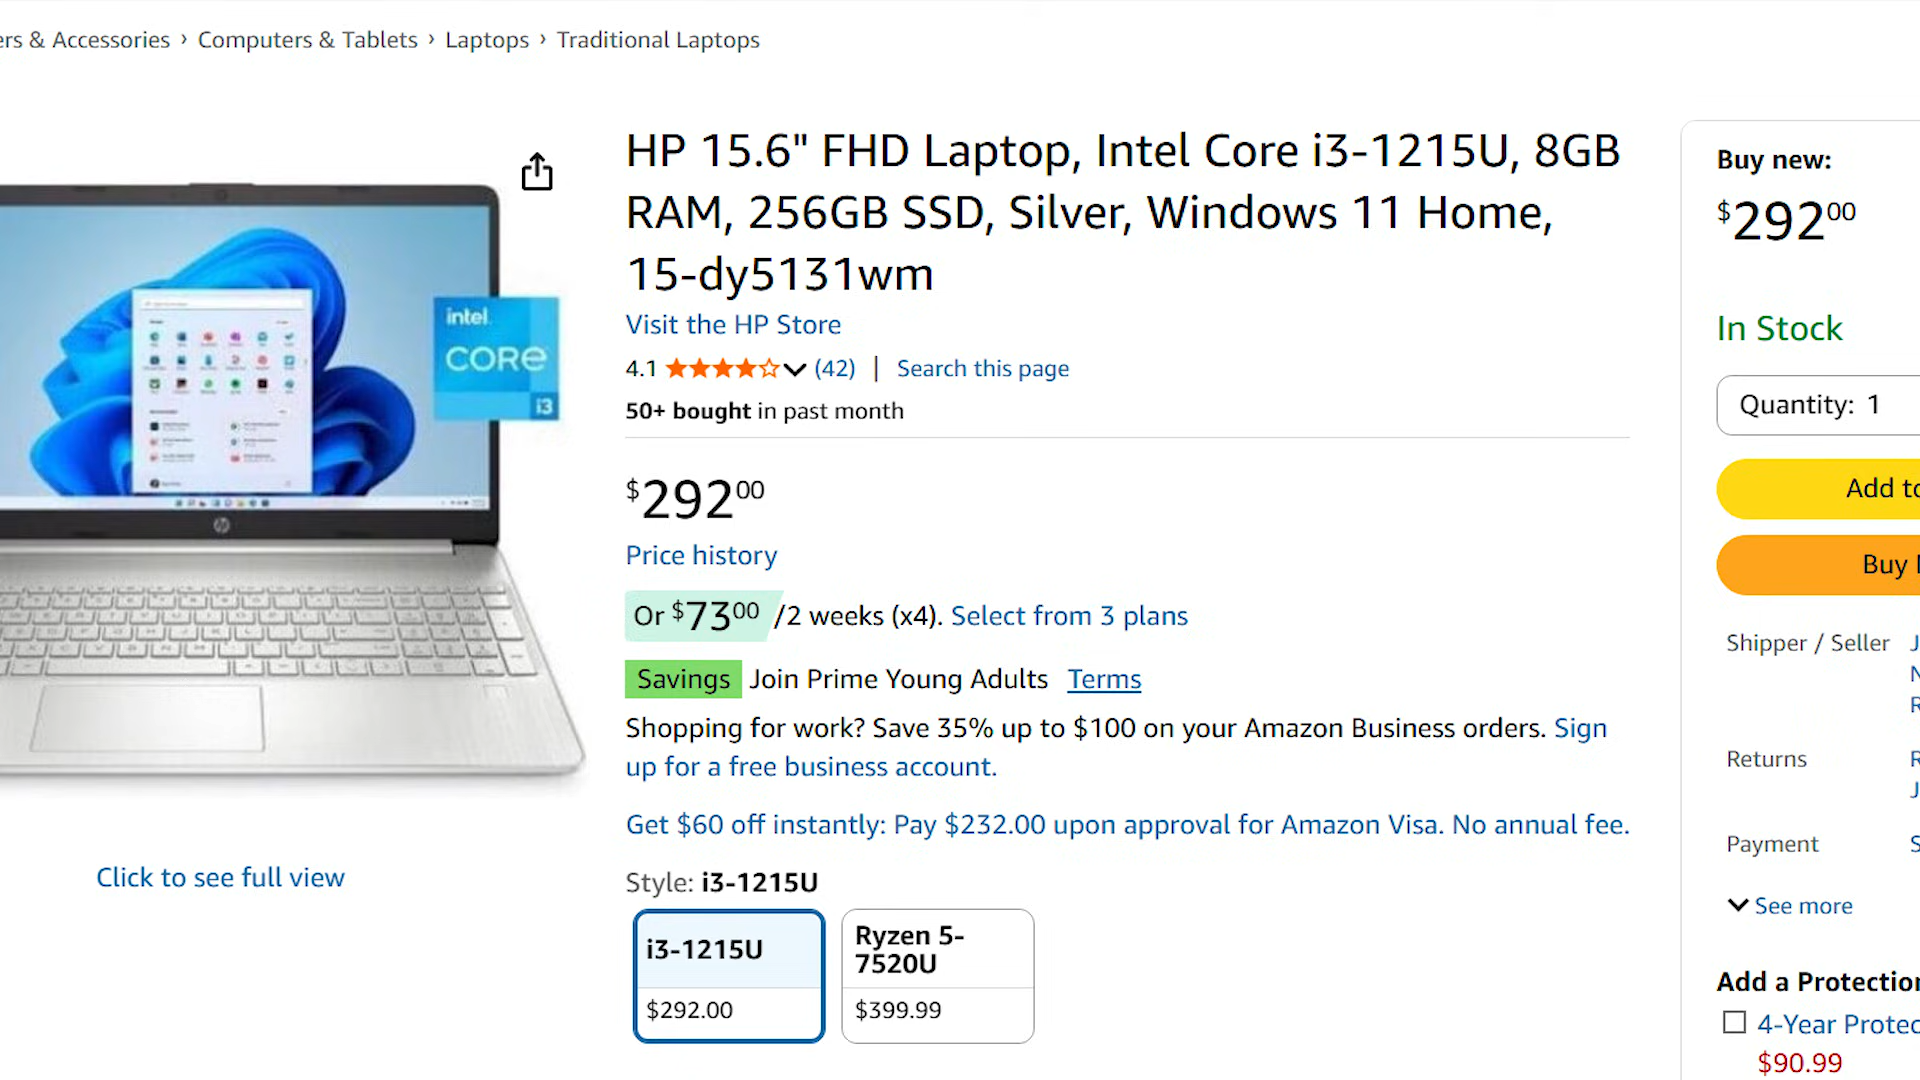 ers & Accessories › Computers & Tablets › Laptops › Traditional Laptops
HP 15.6" FHD Laptop, Intel Core i3-1215U, 8GB
RAM, 256GB SSD, Silver, Windows 11 Home,
15-dy5131wm
Visit the HP Store
4.1 (42) | Search this page
50+ bought in past month
$292.00
Price history
Or $73.00 /2 weeks (x4). Select from 3 plans
Savings Join Prime Young Adults Terms
Shopping for work? Save 35% up to $100 on your Amazon Business orders. Sign
up for a free business account.
Get $60 off instantly: Pay $232.00 upon approval for Amazon Visa. No annual fee.
Style: i3-1215U
i3-1215U
$292.00
Ryzen 5-
7520U
$399.99
intel
CORE
i3
hp
Click to see full view
Buy new:
$292.00
In Stock
Quantity: 1
Add to
Buy
Shipper / Seller
Returns
Payment
See more
Add a Protection
4-Year Protec
$90.99